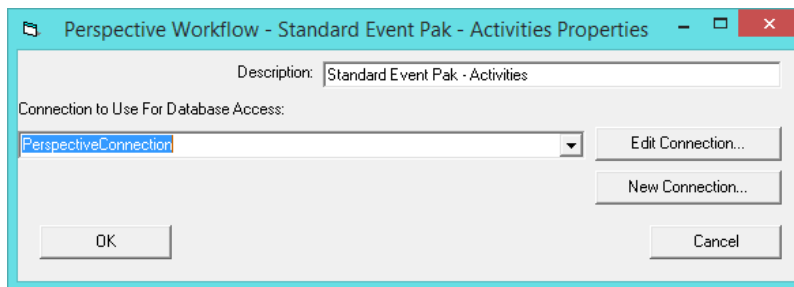 Perspective Workflow - Standard Event Pak - Activities Properties
Description: Standard Event Pak - Activities
Connection to Use For Database Access:
PerspectiveConnection
Edit Connection...
New Connection...
OK
Cancel